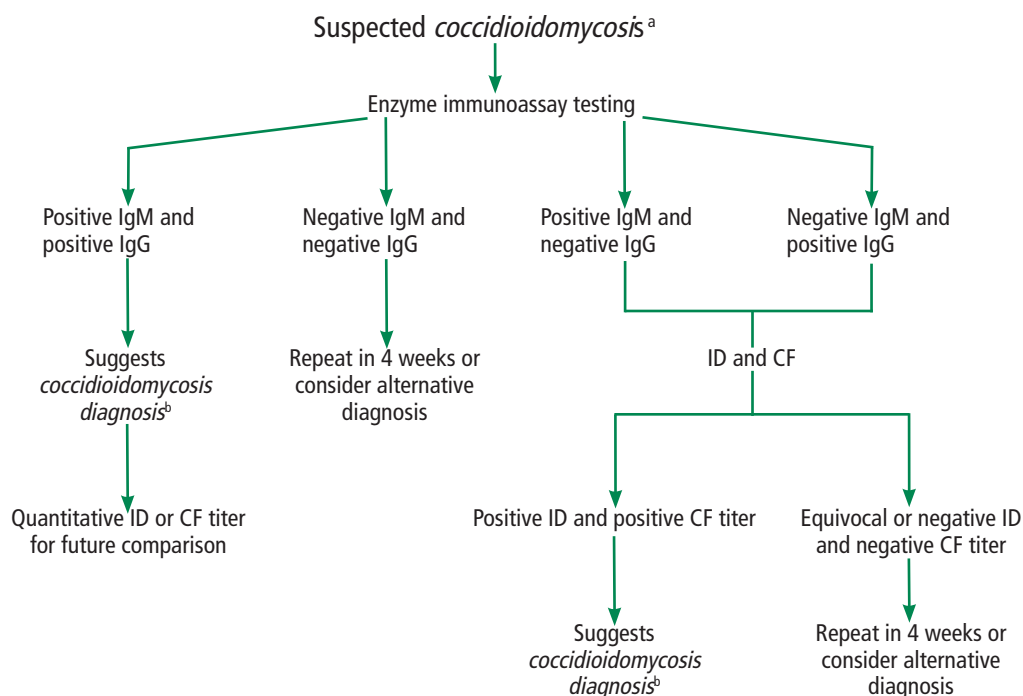 Suspected coccidioidomycosis a
Enzyme immunoassay testing
Positive IgM and
positive IgG
Negative IgM and
negative IgG
Positive IgM and
negative IgG
Negative IgM and
positive IgG
Suggests
coccidioidomycosis
diagnosisb
Repeat in 4 weeks or
consider alternative
diagnosis
ID and CF
Quantitative ID or CF titer
for future comparison
Positive ID and positive CF titer
Equivocal or negative ID
and negative CF titer
Suggests
coccidioidomycosis
diagnosisb
Repeat in 4 weeks or
consider alternative
diagnosis